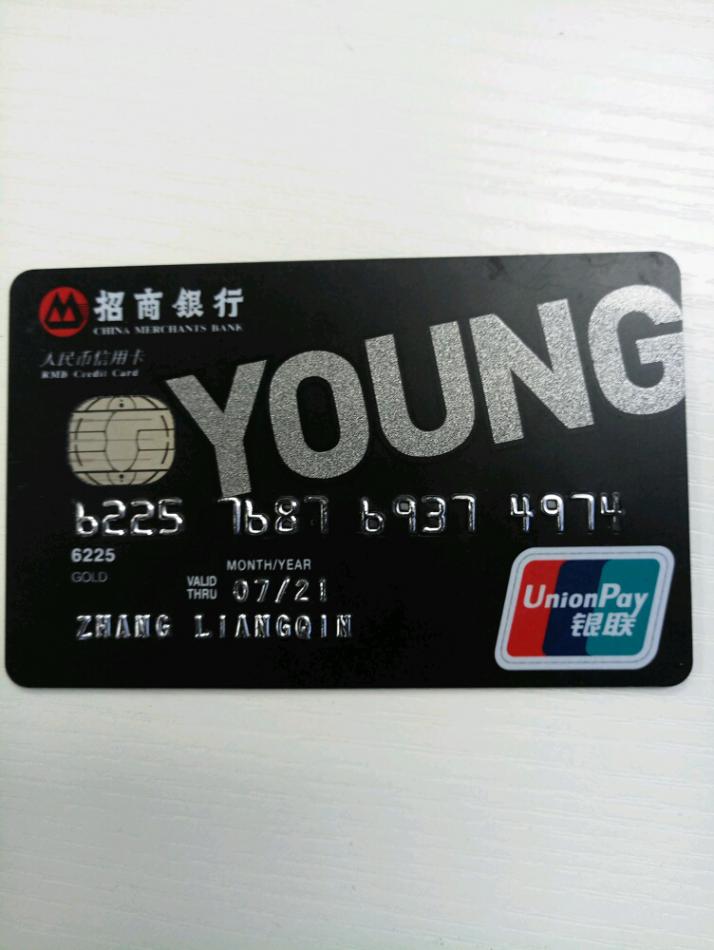 招商银行
CHINA MERCHANTS BANK
人民币信用卡
RMB Credit Card
YOUNG
6225 7687 6937 4974
6225
GOLD
MONTH/YEAR
VALID THRU 07/21
ZHANG LIANGQIN
UnionPay
银联